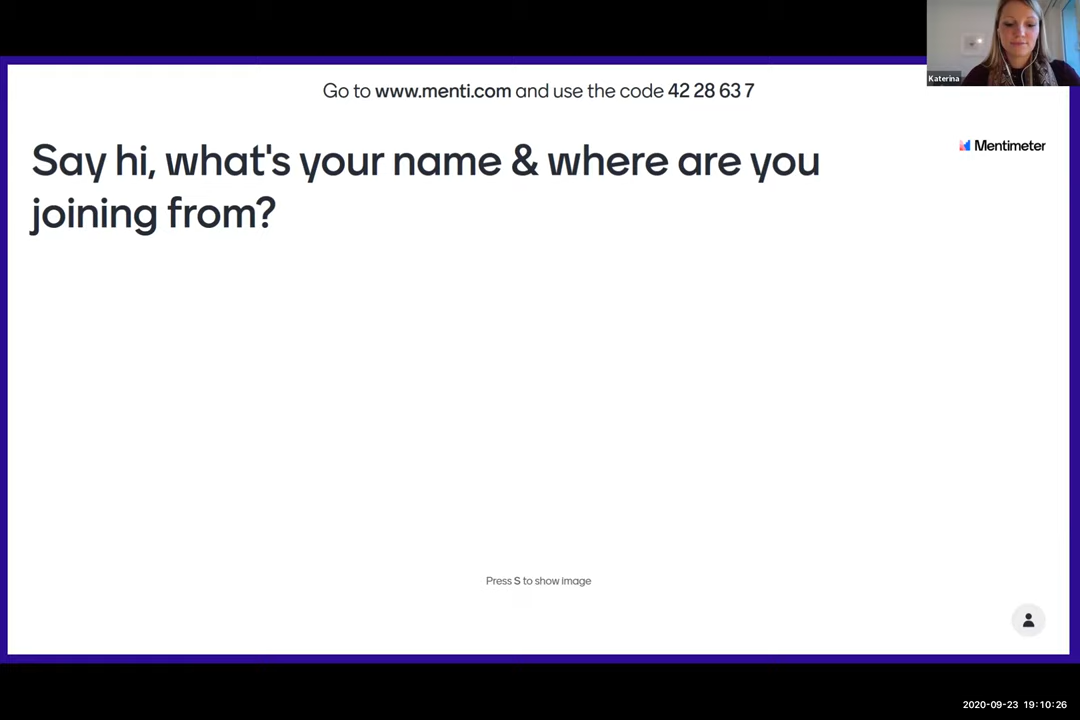 Katerina
Go to www.menti.com and use the code 42 28 63 7
Mentimeter
Say hi, what's your name & where are you
joining from?
Press S to show image
2020-09-23 19:10:26